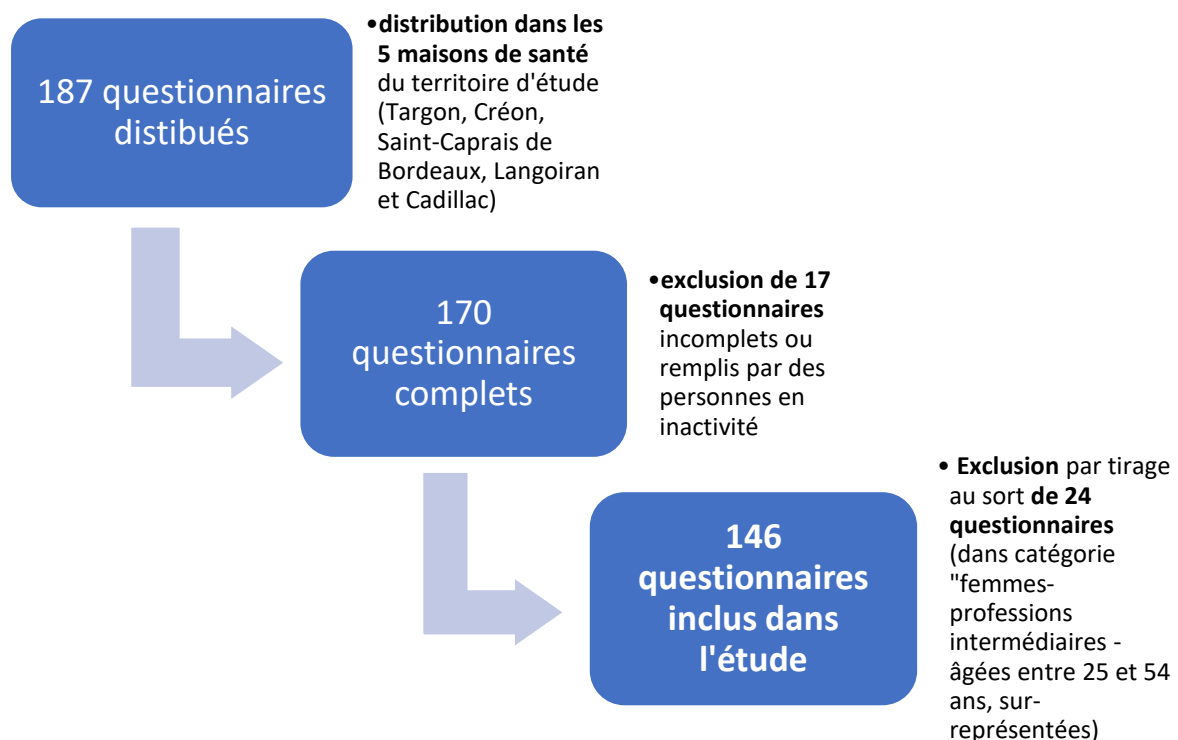 187 questionnaires
distibués
•distribution dans les
5 maisons de santé
du territoire d'étude
(Targon, Créon,
Saint-Caprais de
Bordeaux, Langoiran
et Cadillac)
170
questionnaires
complets
•exclusion de 17
questionnaires
incomplets ou
remplis par des
personnes en
inactivité
146
questionnaires
inclus dans
l'étude
• Exclusion par tirage
au sort de 24
questionnaires
(dans catégorie
"femmes-
professions
intermédiaires -
âgées entre 25 et 54
ans, sur-
représentées)